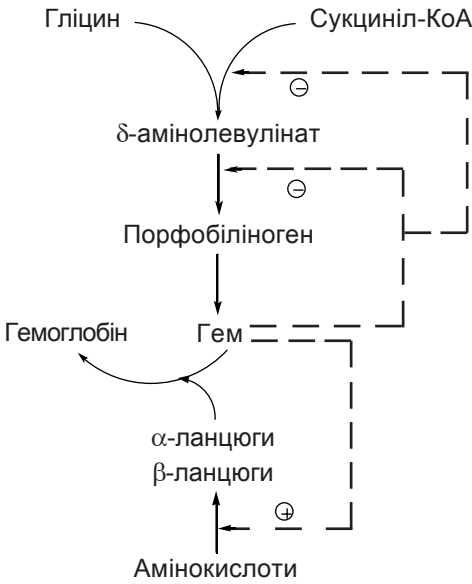 Гліцин Сукциніл-КоА
−
δ-амінолевулінат
−
Порфобіліноген
Гемоглобін Гем
α-ланцюги
β-ланцюги
+
Амінокислоти